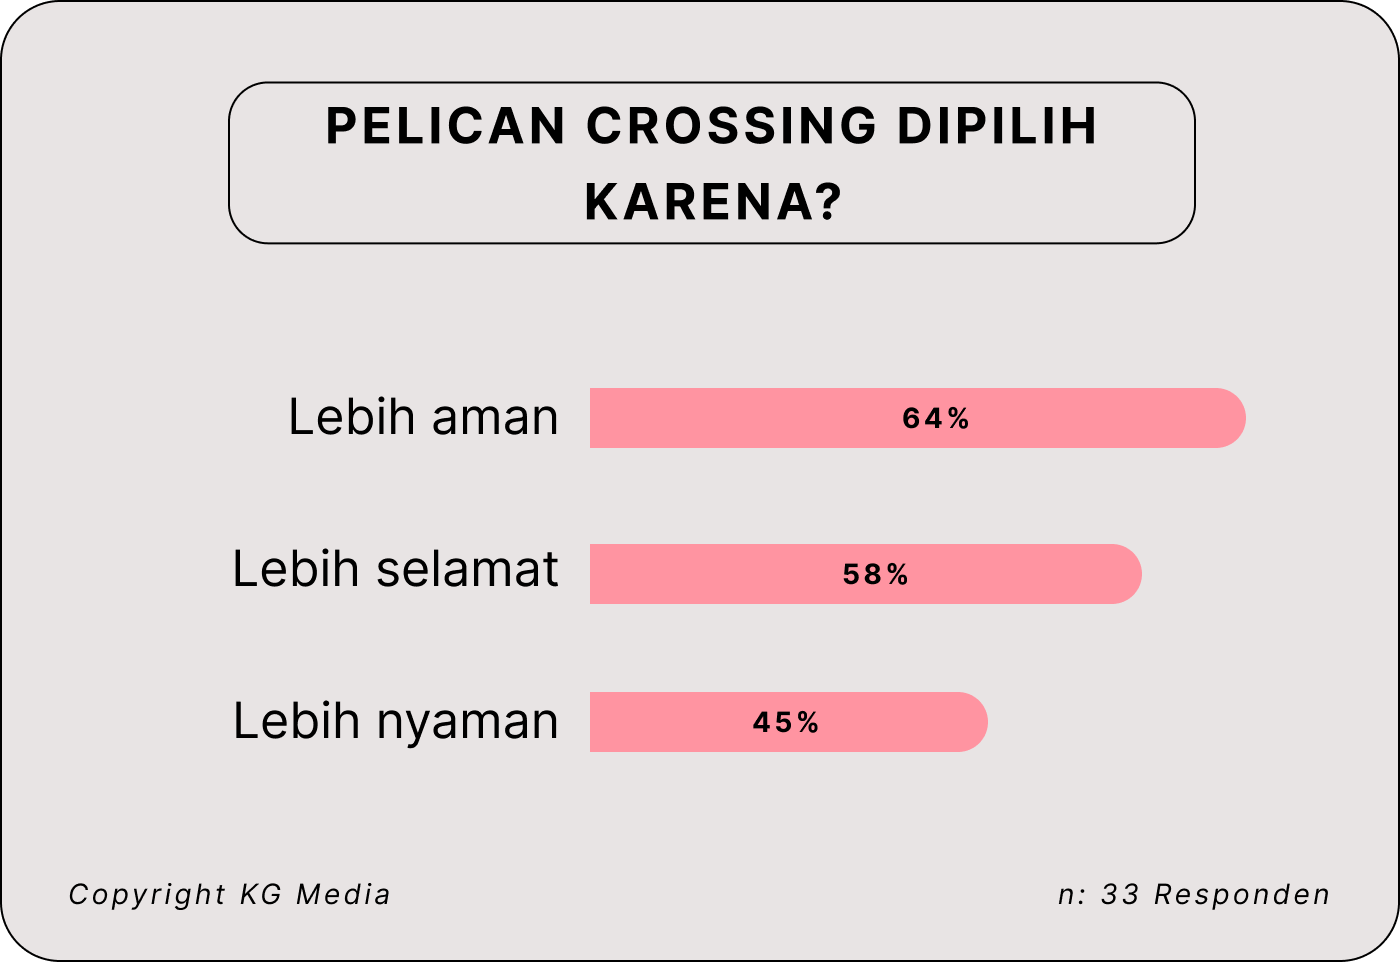 PELICAN CROSSING DIPILIH
KARENA?
Lebih aman 64%
Lebih selamat 58%
Lebih nyaman 45%
Copyright KG Media n: 33 Responden